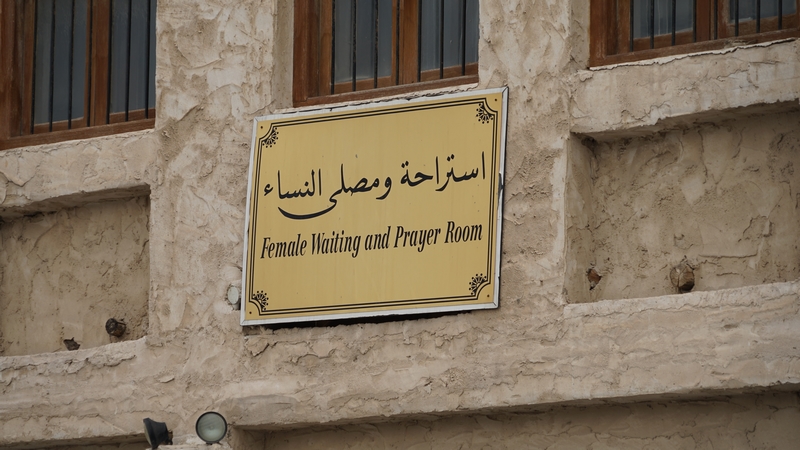 استراحة ومصلى النساء
Female Waiting and Prayer Room